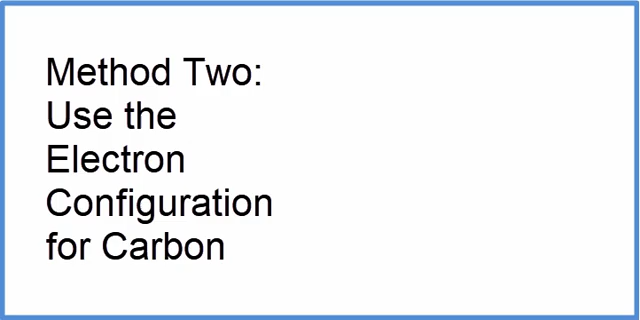 Method Two:
Use the
Electron
Configuration
for Carbon